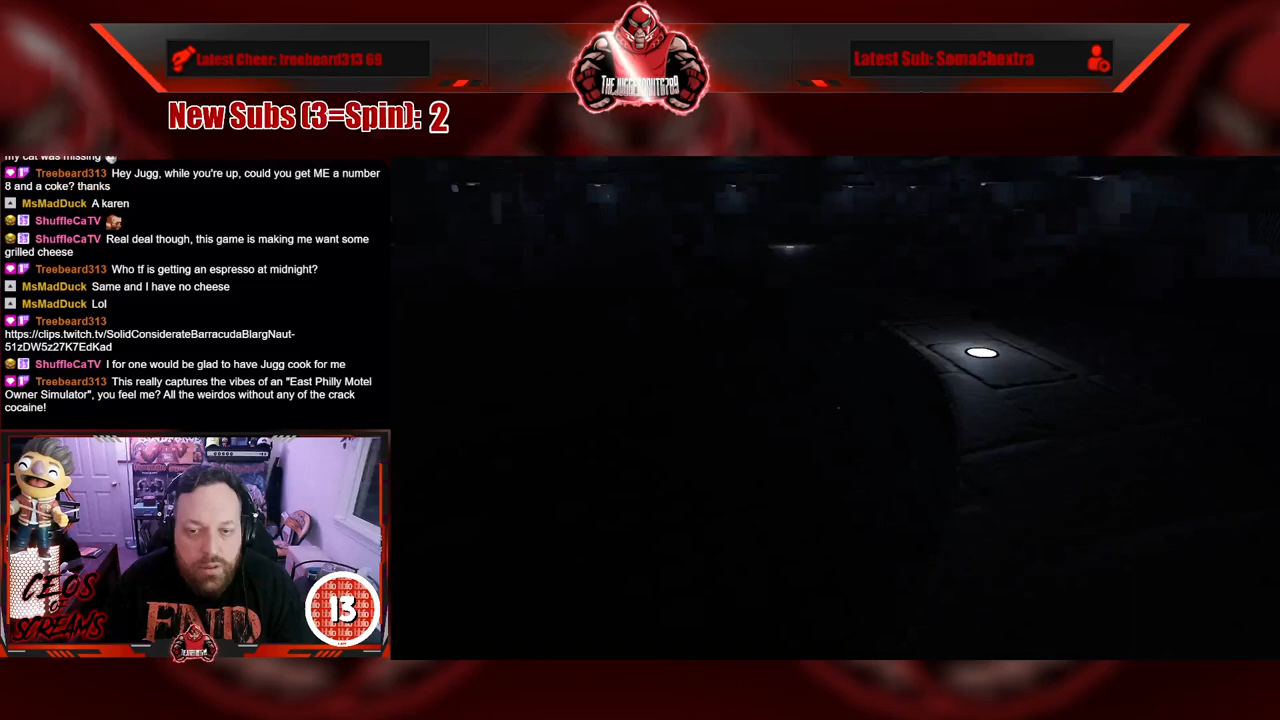 Latest Cheer: treebeard313 69
THEJUGGERNAUT6789
Latest Sub: SomaChextra
New Subs (3=Spin): 2
my cat was missing
Treebeard313 Hey Jugg, while you're up, could you get ME a number
8 and a coke? thanks
MsMadDuck A karen
ShuffleCaTV
ShuffleCaTV Real deal though, this game is making me want some
grilled cheese
Treebeard313 Who tf is getting an espresso at midnight?
MsMadDuck Same and I have no cheese
MsMadDuck Lol
Treebeard313
https://clips.twitch.tv/SolidConsiderateBarracudaBlargNaut-
51zDW5z27K7EdKad
ShuffleCaTV I for one would be glad to have Jugg cook for me
Treebeard313 This really captures the vibes of an "East Philly Motel
Owner Simulator", you feel me? All the weirdos without any of the crack
cocaine!
CEOS
OF
SCREAMS
13